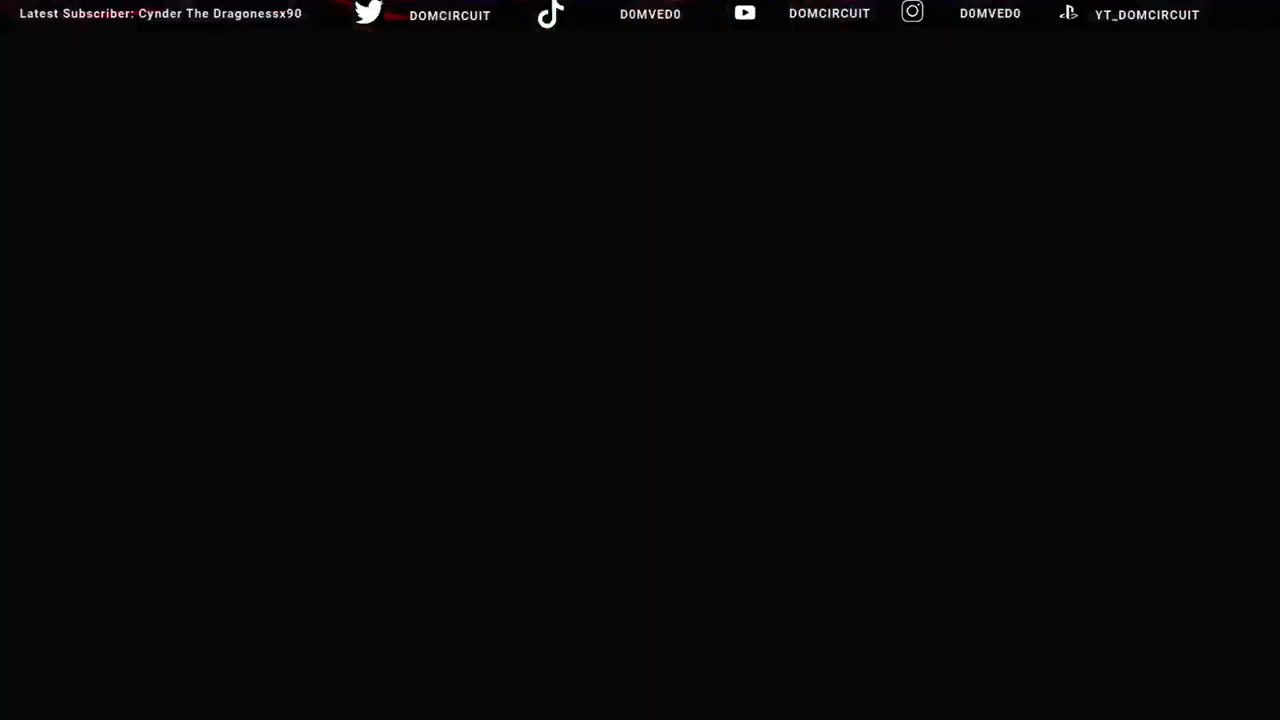 Latest Subscriber: Cynder The Dragonessx90 DOMCIRCUIT D0MVED0 DOMCIRCUIT D0MVED0 YT_DOMCIRCUIT